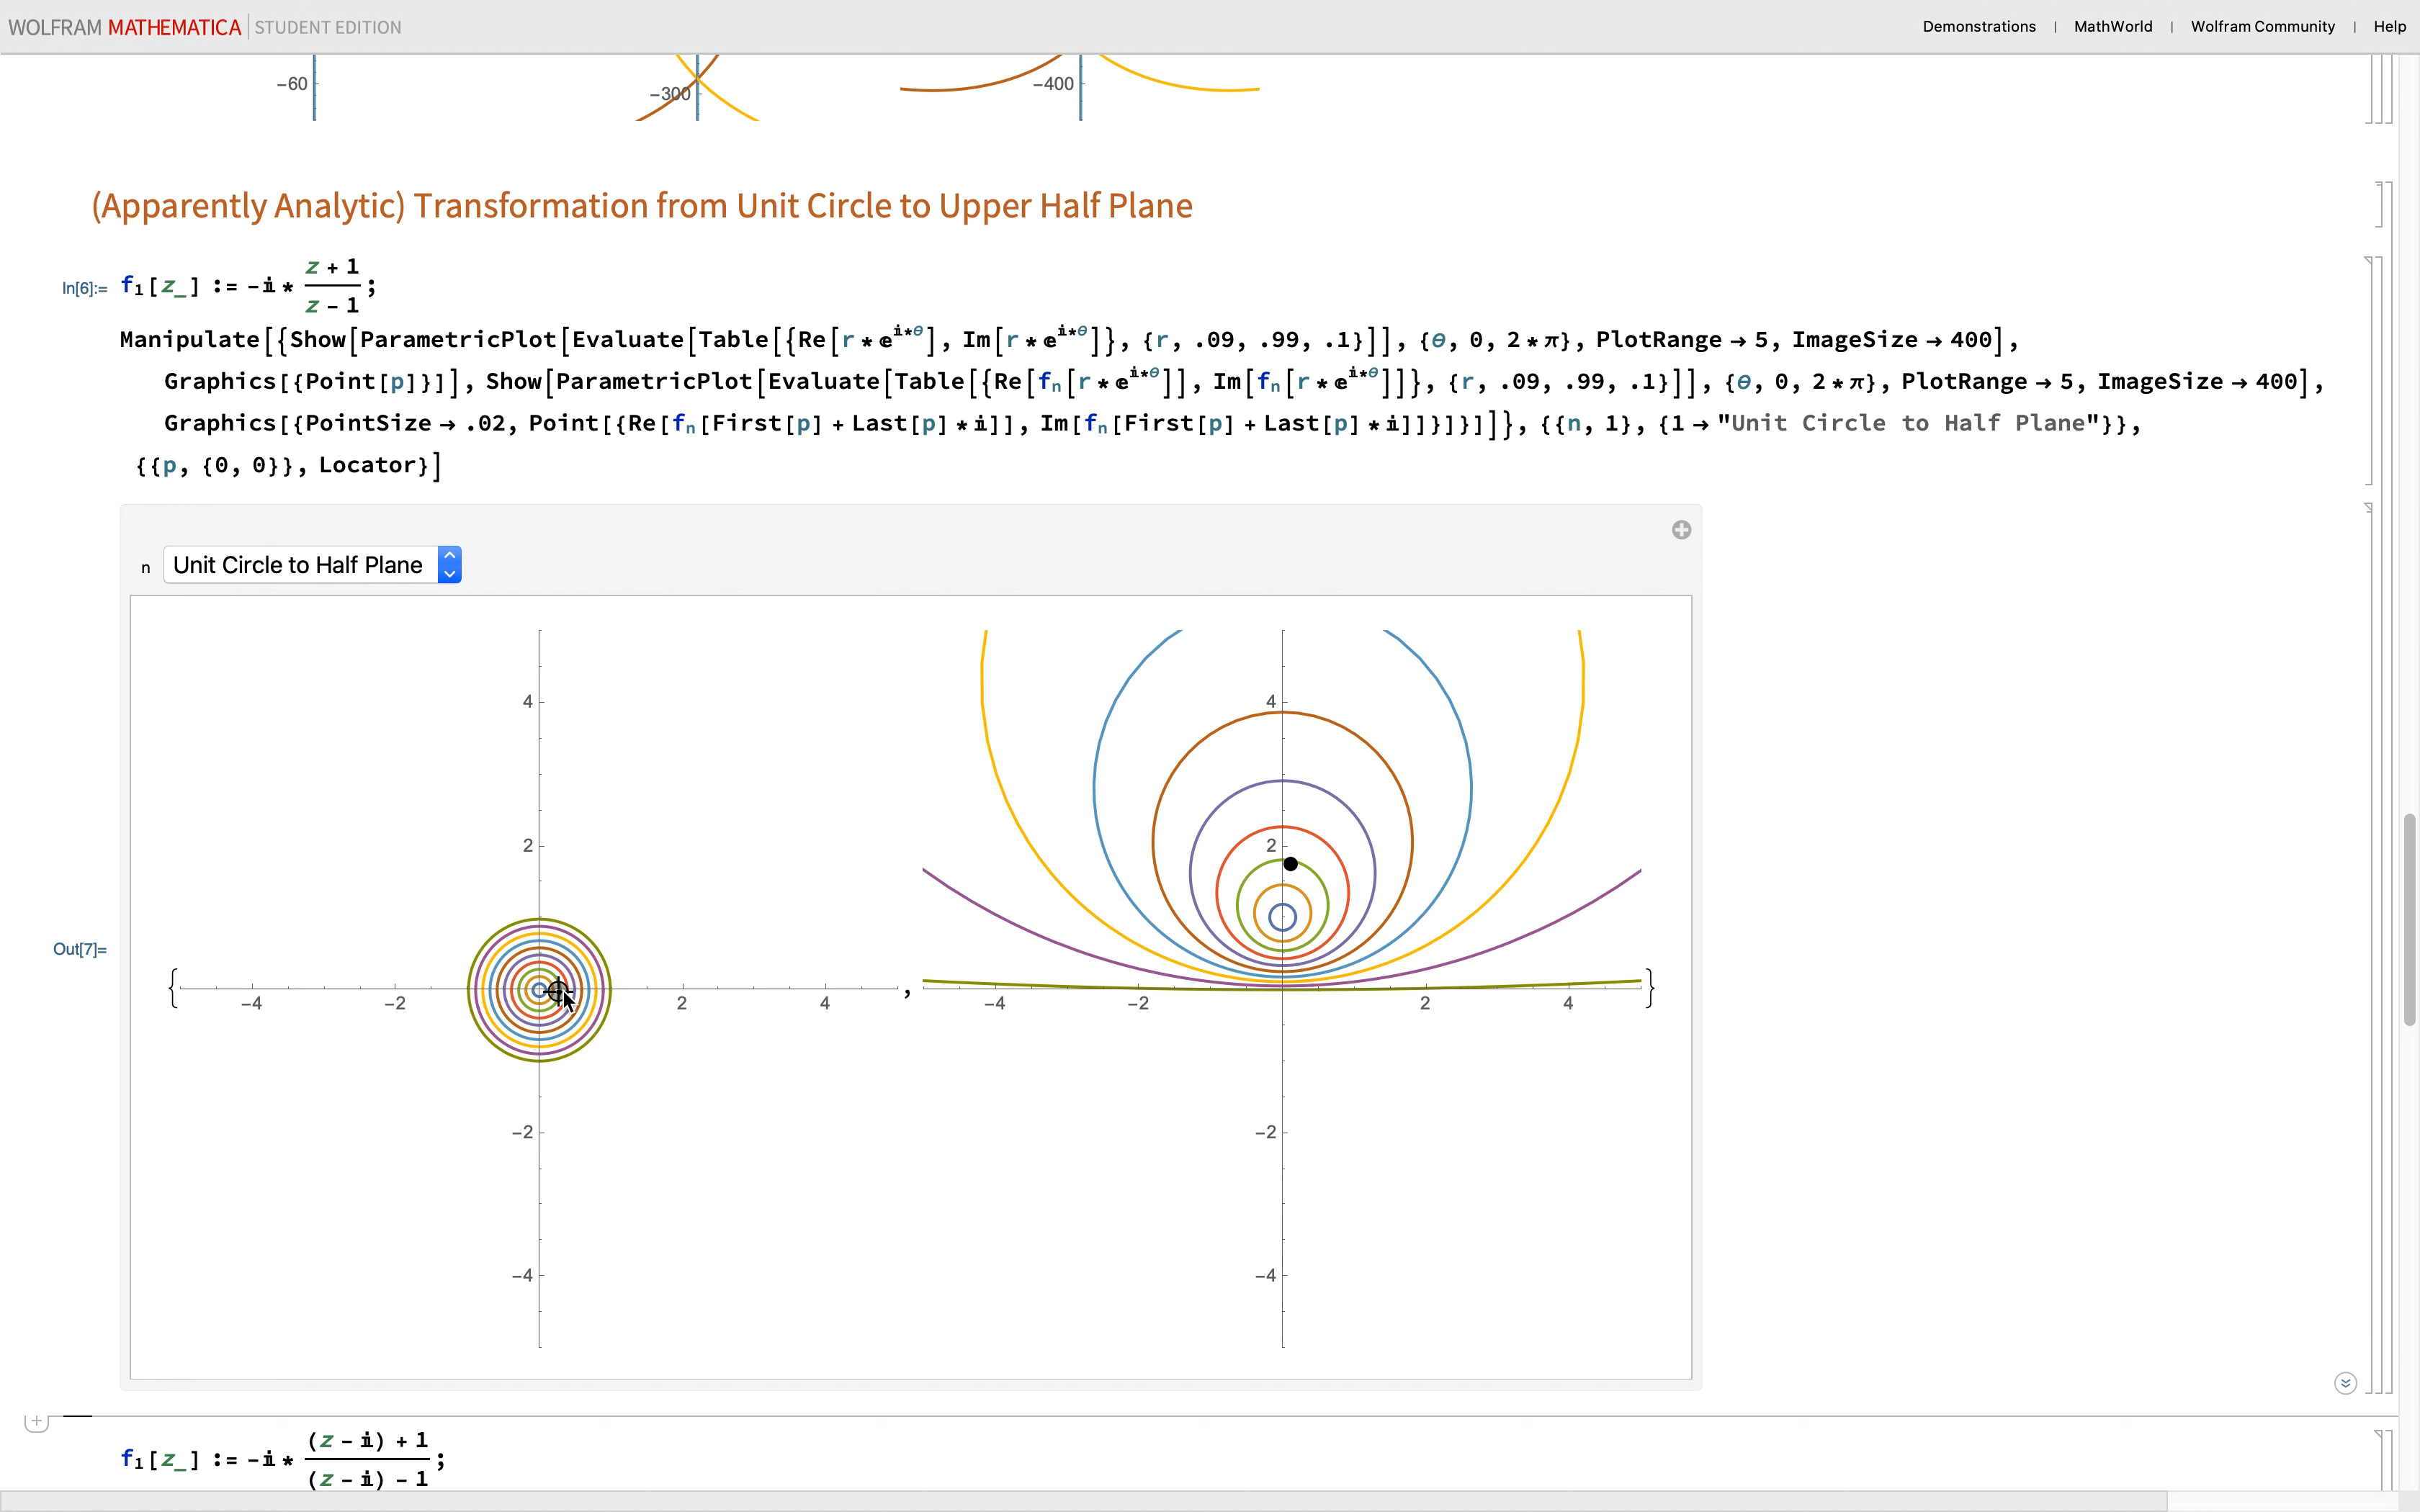 WOLFRAM MATHEMATICA | STUDENT EDITION
Demonstrations | MathWorld | Wolfram Community | Help
-60
-300
-400
(Apparently Analytic) Transformation from Unit Circle to Upper Half Plane
In[6]:= f₁[z_] := -ⅈ * (z + 1)/(z - 1);
Manipulate[{Show[ParametricPlot[Evaluate[Table[{Re[r * ⅇ^(ⅈ*θ)], Im[r * ⅇ^(ⅈ*θ)]}, {r, .09, .99, .1}]], {θ, 0, 2 * π}, PlotRange → 5, ImageSize → 400],
Graphics[{Point[p]}]], Show[ParametricPlot[Evaluate[Table[{Re[fₙ[r * ⅇ^(ⅈ*θ)]], Im[fₙ[r * ⅇ^(ⅈ*θ)]]}, {r, .09, .99, .1}]], {θ, 0, 2 * π}, PlotRange → 5, ImageSize → 400],
Graphics[{PointSize → .02, Point[{Re[fₙ[First[p] + Last[p] * ⅈ]], Im[fₙ[First[p] + Last[p] * ⅈ]]}]}]]}, {{n, 1}, {1 → "Unit Circle to Half Plane"}},
{{p, {0, 0}}, Locator}]
n Unit Circle to Half Plane
Out[7]=
{
4
2
-4 -2 2 4
-2
-4
,
4
2
-4 -2 2 4
-2
-4
}
f₁[z_] := -ⅈ * ((z - ⅈ) + 1)/((z - ⅈ) - 1);